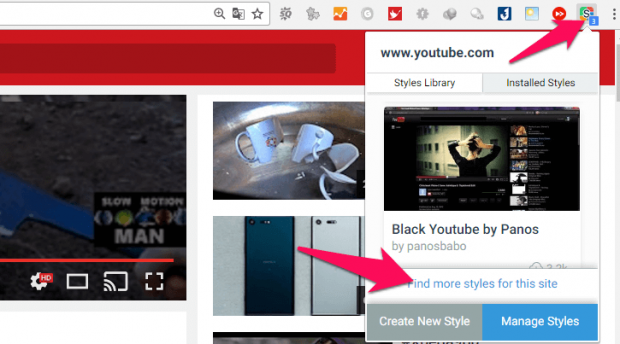 www.youtube.com
Styles Library
Installed Styles
Black Youtube by Panos
by panosbabo
Find more styles for this site
Create New Style
Manage Styles
SLOW MOTION
MAN
HD
S
3